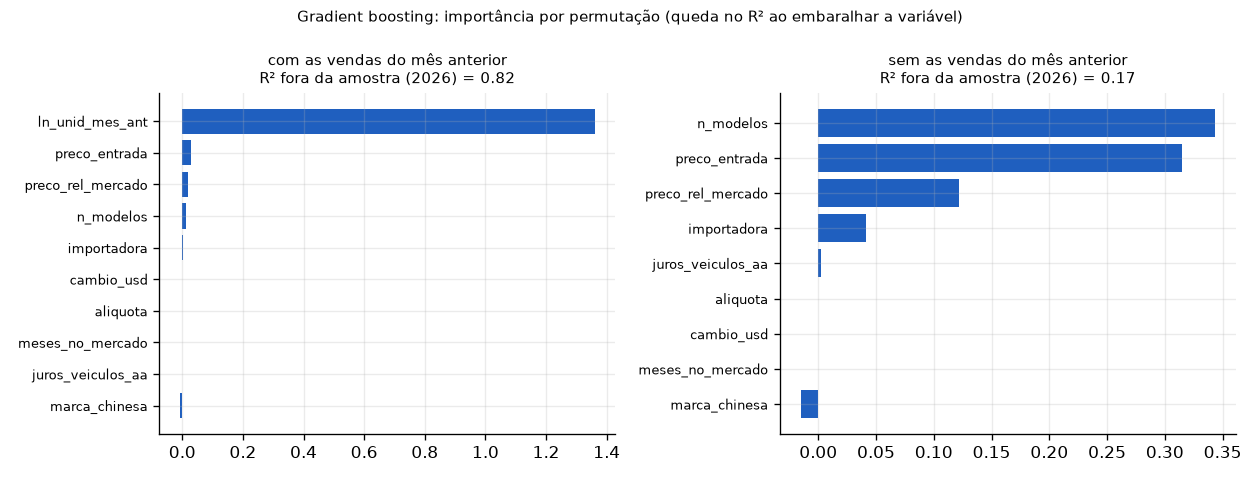 Gradient boosting: importância por permutação (queda no R² ao embaralhar a variável)
com as vendas do mês anterior
R² fora da amostra (2026) = 0.82
ln_unid_mes_ant
preco_entrada
preco_rel_mercado
n_modelos
importadora
cambio_usd
aliquota
meses_no_mercado
juros_veiculos_aa
marca_chinesa
0.0 0.2 0.4 0.6 0.8 1.0 1.2 1.4
sem as vendas do mês anterior
R² fora da amostra (2026) = 0.17
n_modelos
preco_entrada
preco_rel_mercado
importadora
juros_veiculos_aa
aliquota
cambio_usd
meses_no_mercado
marca_chinesa
0.00 0.05 0.10 0.15 0.20 0.25 0.30 0.35